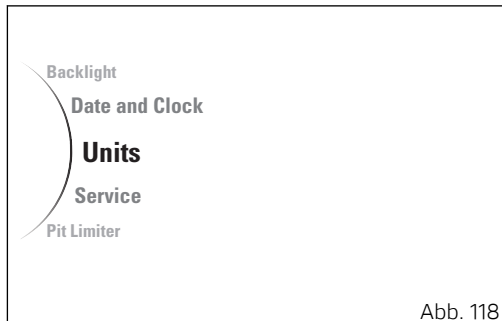 Backlight
Date and Clock
Units
Service
Pit Limiter
Abb. 118